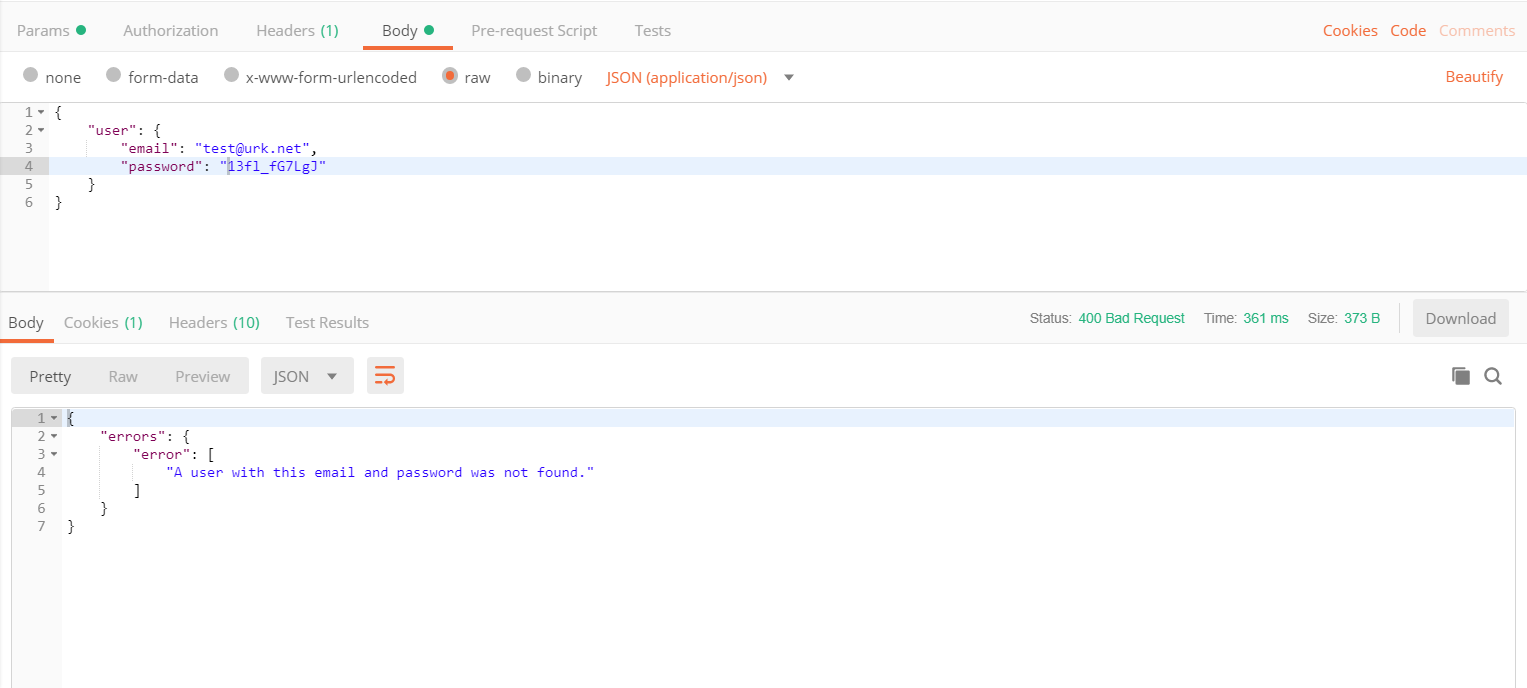 Params Authorization Headers (1) Body Pre-request Script Tests Cookies Code Comments
none form-data x-www-form-urlencoded raw binary JSON (application/json) Beautify
1 {
2 "user": {
3 "email": "test@urk.net",
4 "password": "13fl_fG7LgJ"
5 }
6 }
Body Cookies (1) Headers (10) Test Results Status: 400 Bad Request Time: 361 ms Size: 373 B Download
Pretty Raw Preview JSON
1 {
2 "errors": {
3 "error": [
4 "A user with this email and password was not found."
5 ]
6 }
7 }